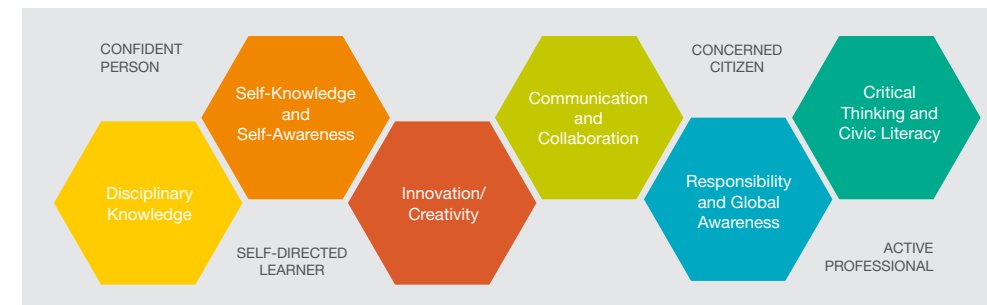 CONFIDENT
PERSON
Disciplinary
Knowledge
Self-Knowledge
and
Self-Awareness
SELF-DIRECTED
LEARNER
Innovation/
Creativity
Communication
and
Collaboration
CONCERNED
CITIZEN
Responsibility
and Global
Awareness
Critical
Thinking and
Civic Literacy
ACTIVE
PROFESSIONAL